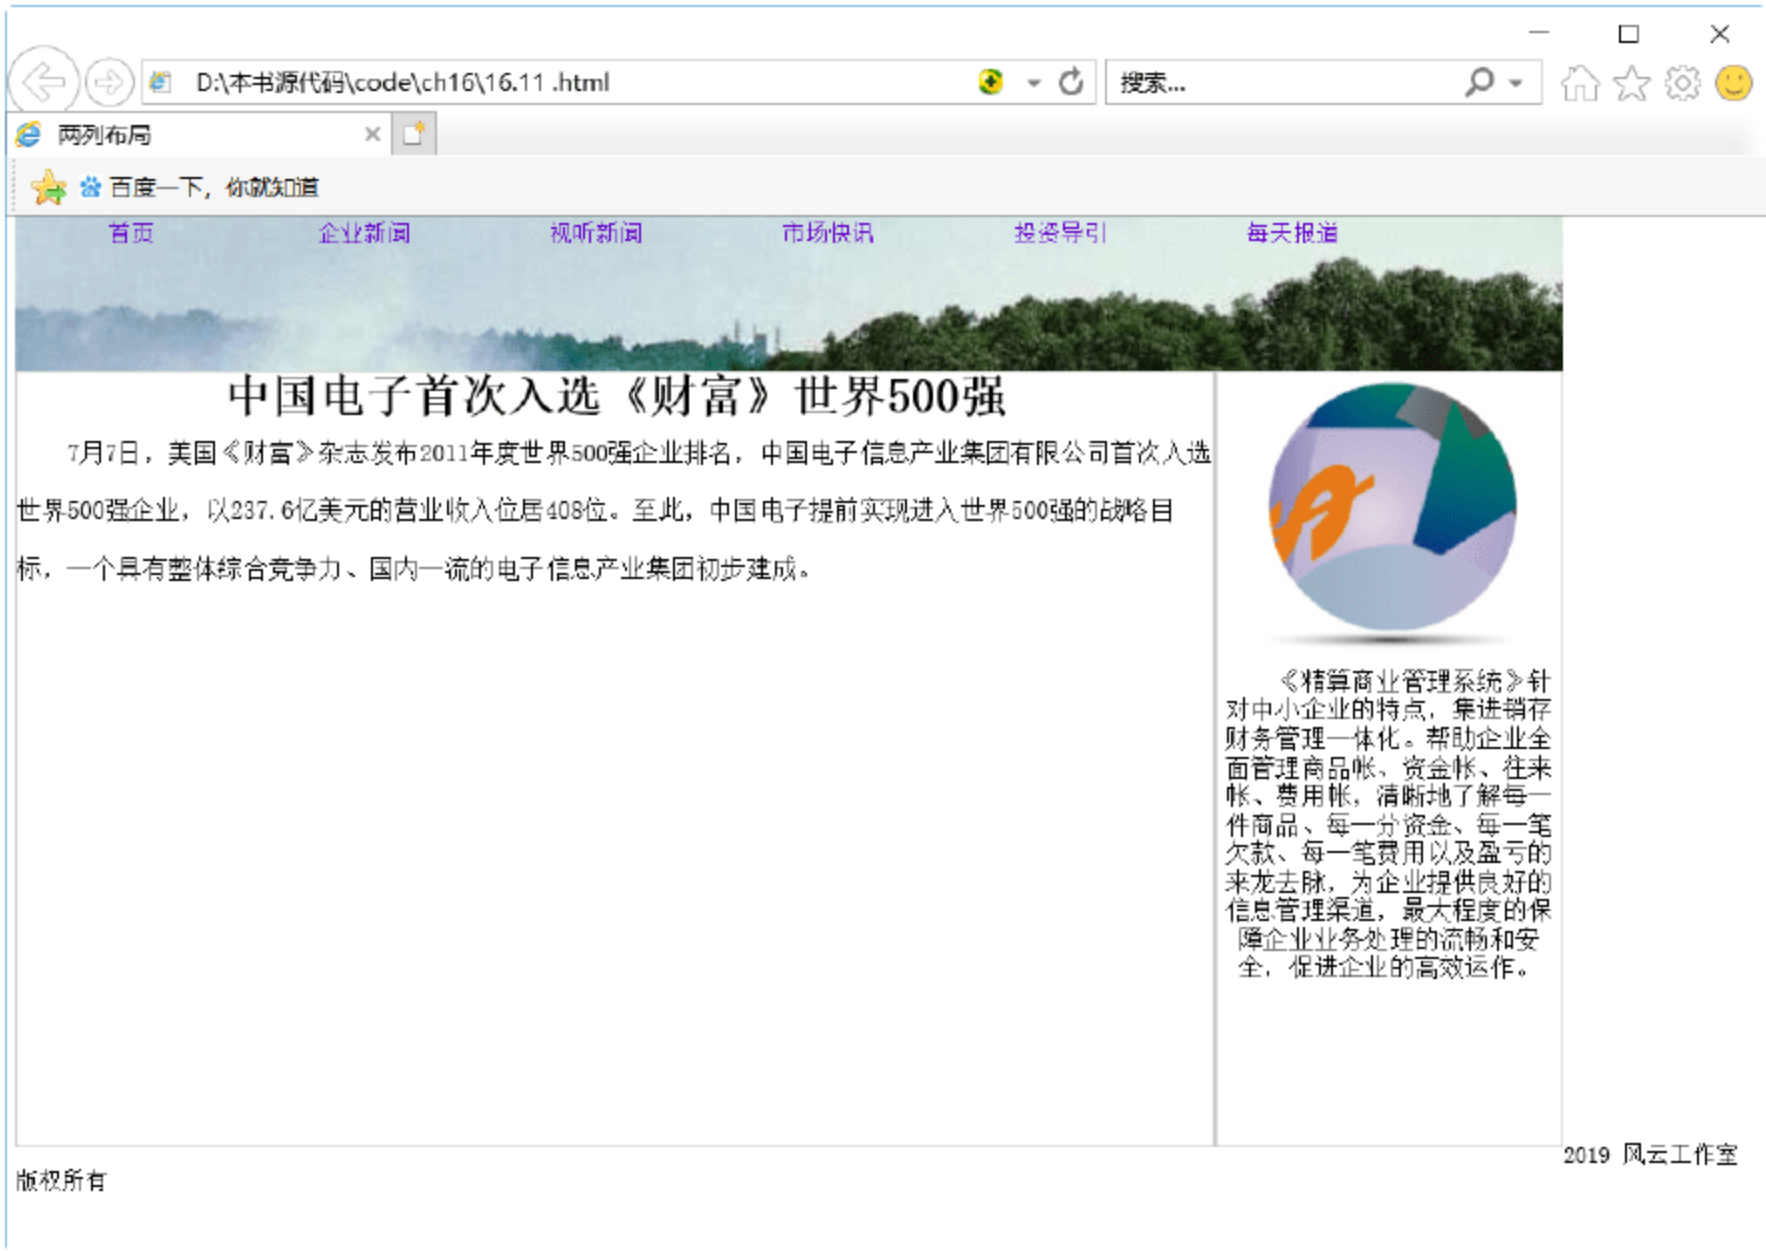 D:\本书源代码\code\ch16\16.11 .html
搜索...
两列布局
百度一下，你就知道
首页 企业新闻 视听新闻 市场快讯 投资导引 每天报道
中国电子首次入选《财富》世界500强
7月7日，美国《财富》杂志发布2011年度世界500强企业排名，中国电子信息产业集团有限公司首次入选
世界500强企业，以237.6亿美元的营业收入位居408位。至此，中国电子提前实现进入世界500强的战略目
标，一个具有整体综合竞争力、国内一流的电子信息产业集团初步建成。
《精算商业管理系统》针
对中小企业的特点，集进销存
财务管理一体化。帮助企业全
面管理商品帐、资金帐、往来
帐、费用帐，清晰地了解每一
件商品、每一分资金、每一笔
欠款、每一笔费用以及盈亏的
来龙去脉，为企业提供良好的
信息管理渠道，最大程度的保
障企业业务处理的流畅和安
全，促进企业的高效运作。
2019 风云工作室
版权所有